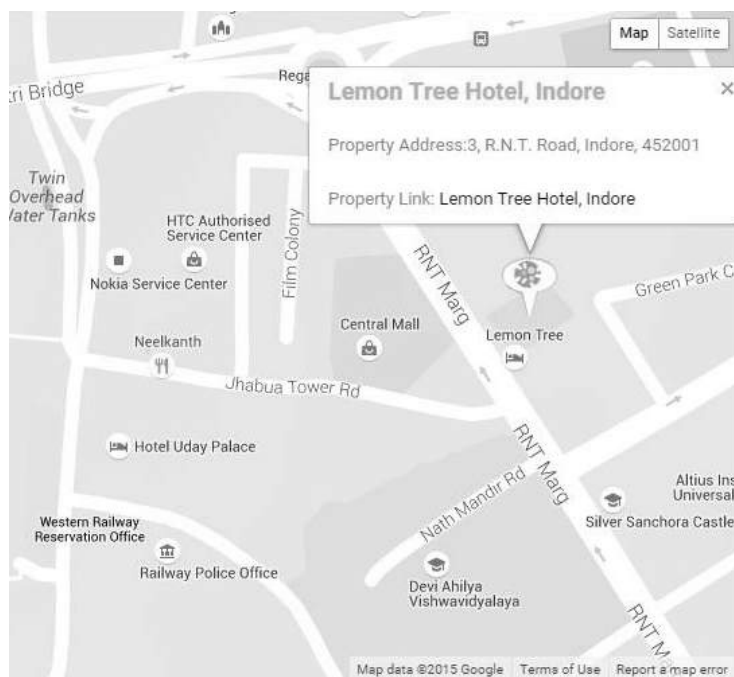 Map Satellite
tri Bridge
Rega
Lemon Tree Hotel, Indore
Property Address:3, R.N.T. Road, Indore, 452001
Property Link: Lemon Tree Hotel, Indore
Twin
Overhead
Water Tanks
HTC Authorised
Service Center
Nokia Service Center
Film Colony
RNT Marg
Green Park C
Central Mall
Lemon Tree
Neelkanth
Jhabua Tower Rd
Hotel Uday Palace
RNT Marg
Nath Mandir Rd
Altius Ins
Universal
Silver Sanchora Castle
Western Railway
Reservation Office
Railway Police Office
Devi Ahilya
Vishwavidyalaya
RNT Ma
Map data ©2015 Google Terms of Use Report a map error